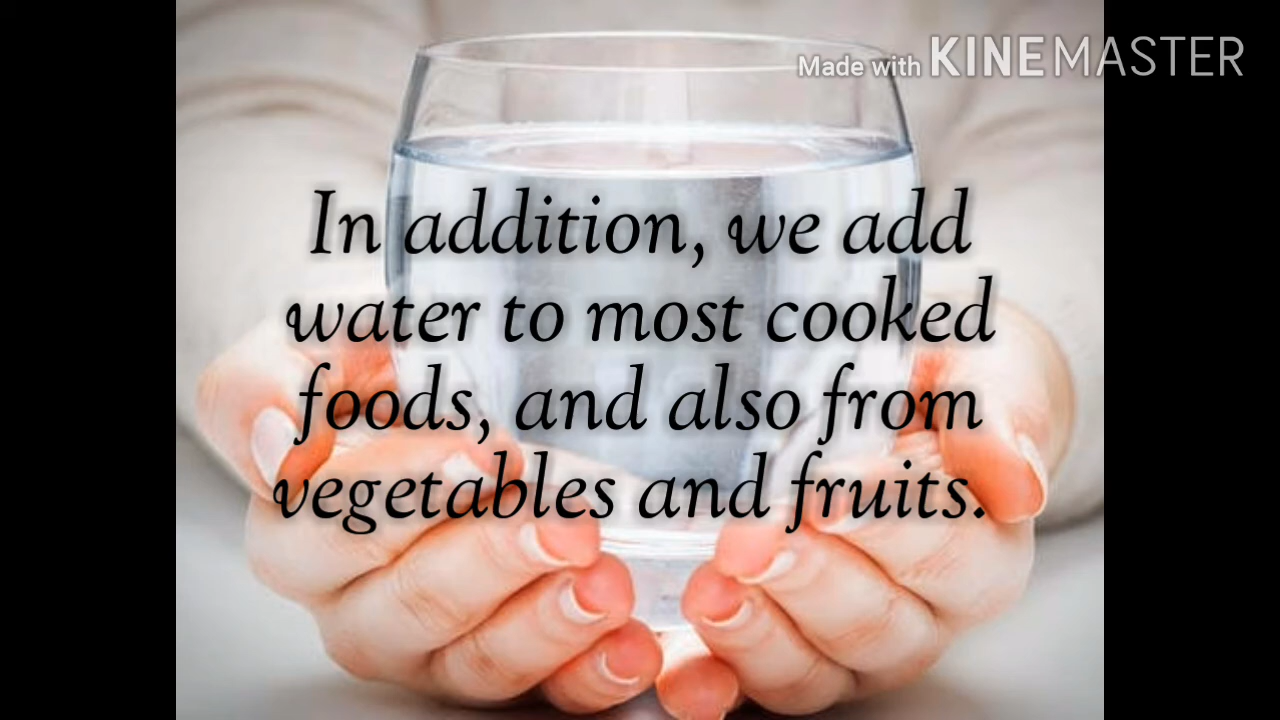 Made with KINEMASTER
In addition, we add
water to most cooked
foods, and also from
vegetables and fruits.